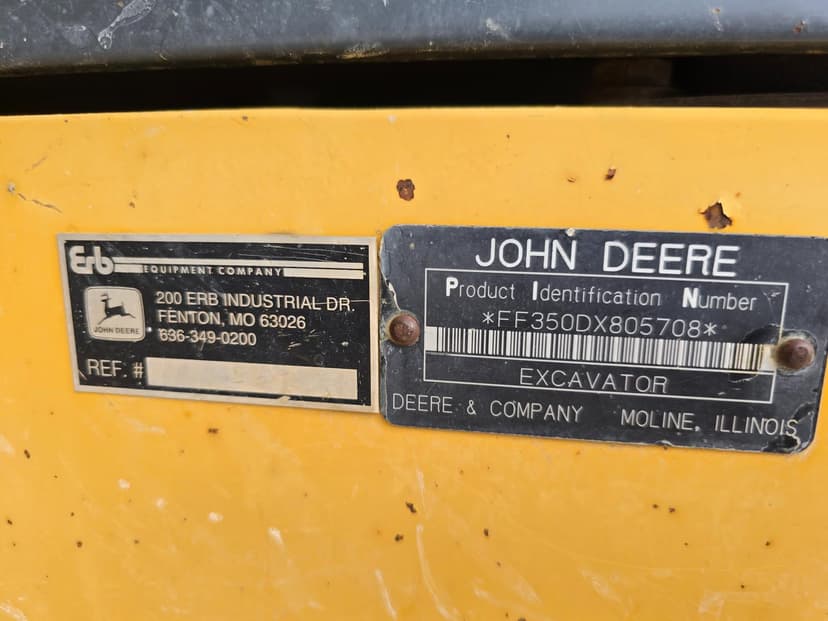 Erb
EQUIPMENT COMPANY
JOHN DEERE
200 ERB INDUSTRIAL DR.
FENTON, MO 63026
636-349-0200
REF. #
JOHN DEERE
Product Identification Number
*FF350DX805708*
EXCAVATOR
DEERE & COMPANY MOLINE, ILLINOIS